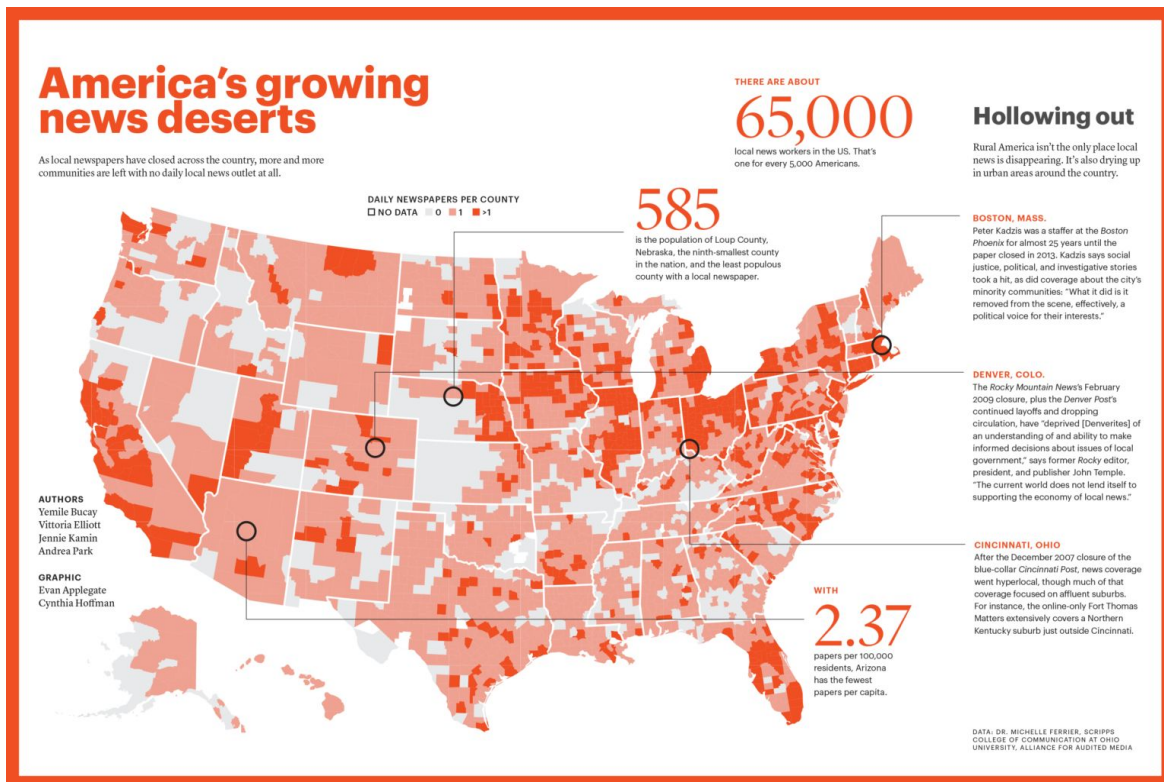 America's growing
news deserts
As local newspapers have closed across the country, more and more
communities are left with no daily local news outlet at all.
DAILY NEWSPAPERS PER COUNTY
NO DATA 0 1 >1
THERE ARE ABOUT
65,000
local news workers in the US. That's
one for every 5,000 Americans.
585
is the population of Loup County,
Nebraska, the ninth-smallest county
in the nation, and the least populous
county with a local newspaper.
Hollowing out
Rural America isn't the only place local
news is disappearing. It's also drying up
in urban areas around the country.
BOSTON, MASS.
Peter Kadzis was a staffer at the Boston
Phoenix for almost 25 years until the
paper closed in 2013. Kadzis says social
justice, political, and investigative stories
took a hit, as did coverage about the city's
minority communities: "What it did is it
removed from the scene, effectively, a
political voice for their interests."
DENVER, COLO.
The Rocky Mountain News's February
2009 closure, plus the Denver Post's
continued layoffs and dropping
circulation, have "deprived [Denverites] of
an understanding of and ability to make
informed decisions about issues of local
government," says former Rocky editor,
president, and publisher John Temple.
"The current world does not lend itself to
supporting the economy of local news."
CINCINNATI, OHIO
After the December 2007 closure of the
blue-collar Cincinnati Post, news coverage
went hyperlocal, though much of that
coverage focused on affluent suburbs.
For instance, the online-only Fort Thomas
Matters extensively covers a Northern
Kentucky suburb just outside Cincinnati.
AUTHORS
Yemile Bucay
Vittoria Elliott
Jennie Kamin
Andrea Park
GRAPHIC
Evan Applegate
Cynthia Hoffman
WITH
2.37
papers per 100,000
residents, Arizona
has the fewest
papers per capita.
DATA: DR. MICHELLE FERRIER, SCRIPPS
COLLEGE OF COMMUNICATION AT OHIO
UNIVERSITY, ALLIANCE FOR AUDITED MEDIA